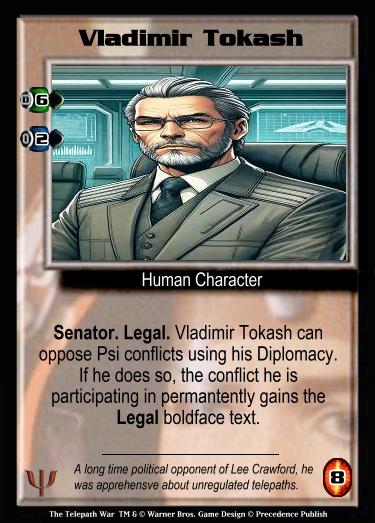 Vladimir Tokash
D 6
I 2
Human Character
Senator. Legal. Vladimir Tokash can
oppose Psi conflicts using his Diplomacy.
If he does so, the conflict he is
participating in permantently gains the
Legal boldface text.
A long time political opponent of Lee Crawford, he
was apprehensve about unregulated telepaths.
8
The Telepath War TM & © Warner Bros. Game Design © Precedence Publish